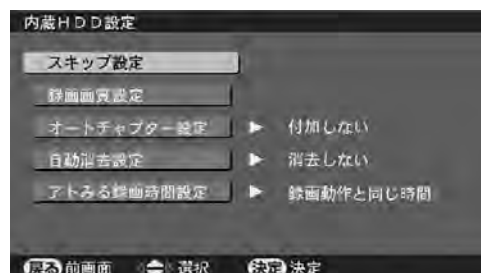 内蔵HDD設定
スキップ設定
録画画質設定
オートチャプター設定 ▶ 付加しない
自動消去設定 ▶ 消去しない
アトみる録画時間設定 ▶ 録画動作と同じ時間
戻る 前画面 選択 決定 決定